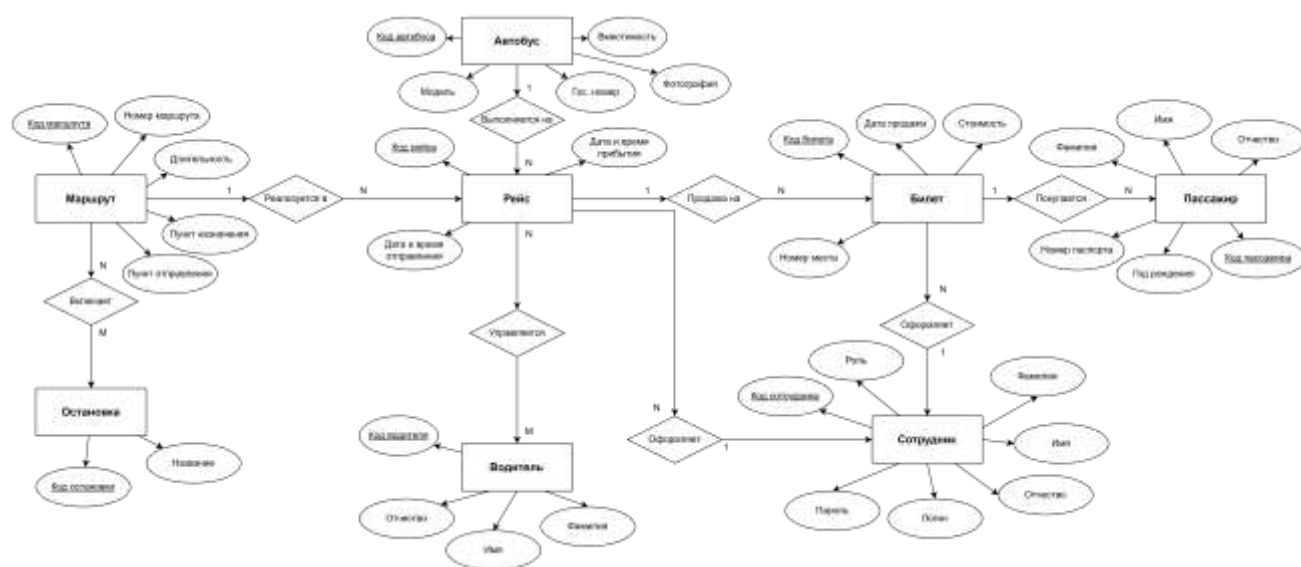 Код автобуса
Автобус
Вместимость
Модель
Гос. номер
Фотография
1
Выполняется на
N
Код маршрута
Номер маршрута
Длительность
Маршрут
Пункт назначения
Пункт отправления
1
Реализуется в
N
Код рейса
Дата и время
прибытия
Рейс
Дата и время
отправления
1
Продажа на
N
Код билета
Дата продажи
Стоимость
Билет
Номер места
1
Покупается
N
Фамилия
Имя
Отчество
Пассажир
Номер паспорта
Год рождения
Код пассажира
N
Включает
M
Остановка
Код остановки
Название
N
Управляется
M
Код водителя
Водитель
Отчество
Имя
Фамилия
N
Оформляет
1
N
Оформляет
1
Роль
Код сотрудника
Фамилия
Сотрудник
Имя
Пароль
Логин
Отчество